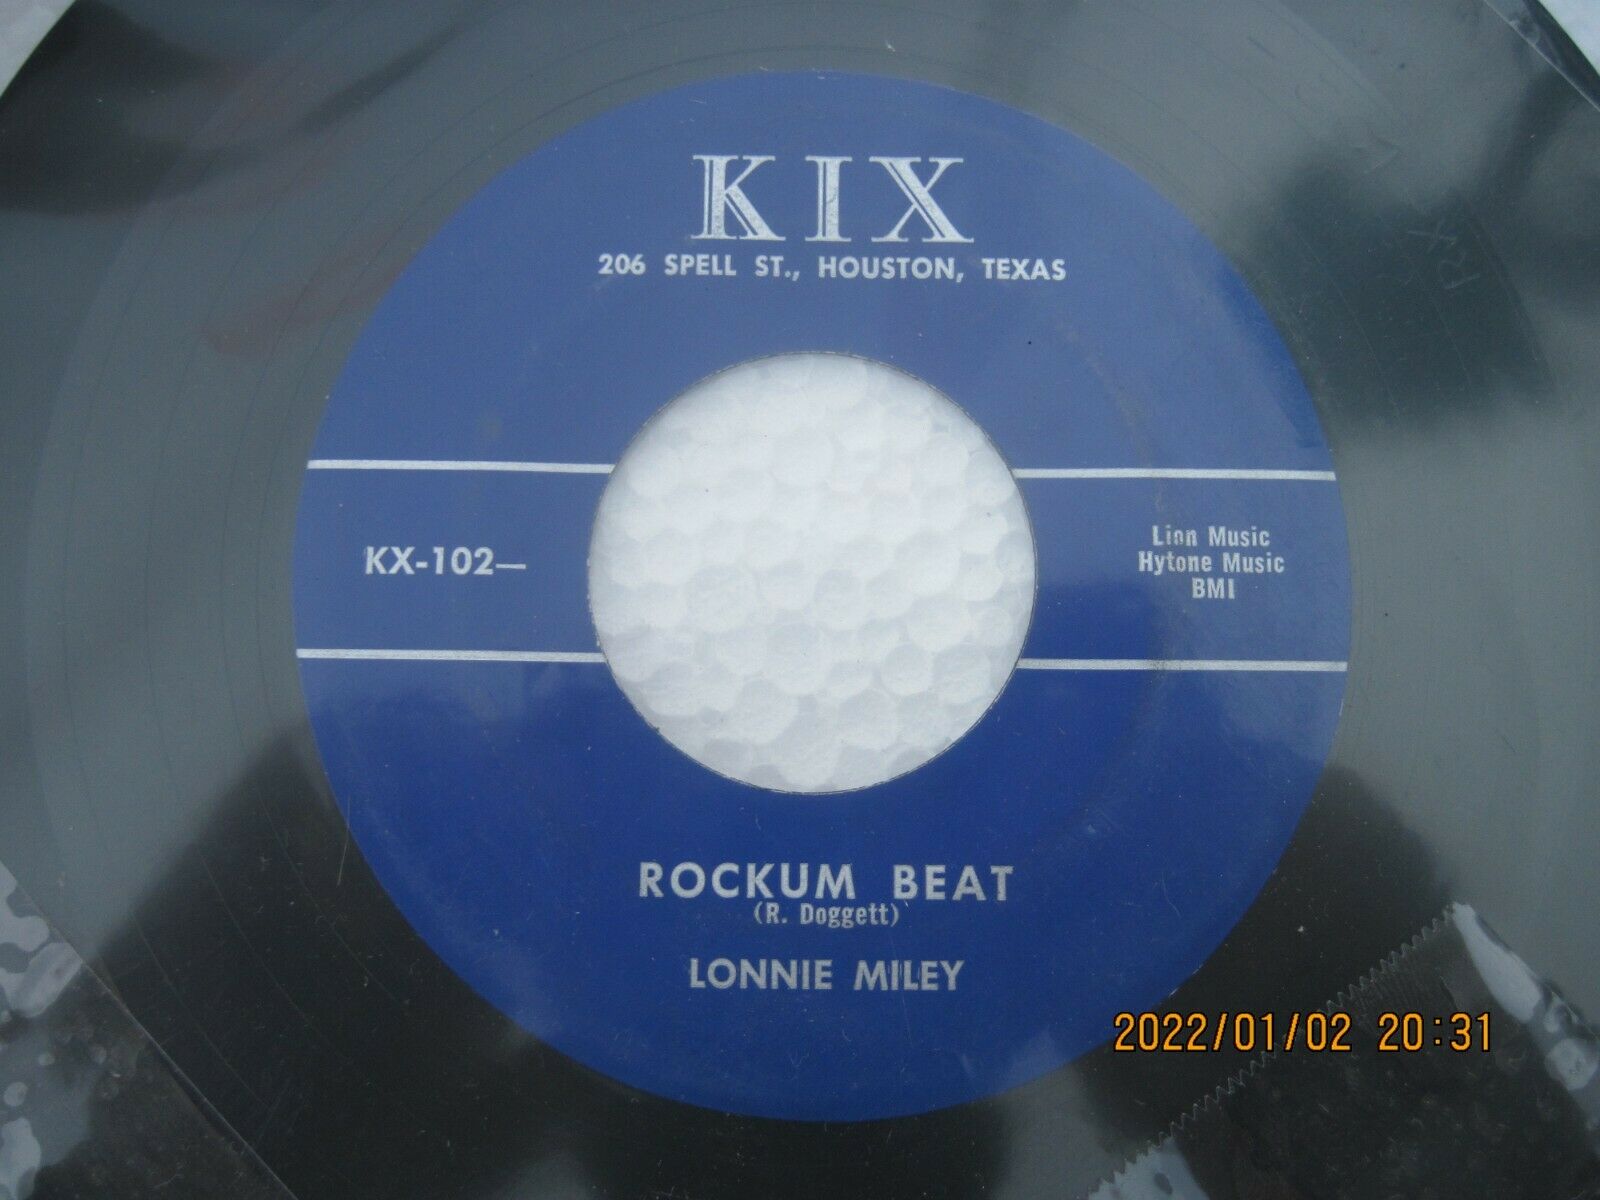 KIX
206 SPELL ST., HOUSTON, TEXAS
KX-102—
Lion Music
Hytone Music
BMI
ROCKUM BEAT
(R. Doggett)
LONNIE MILEY
2022/01/02 20:31